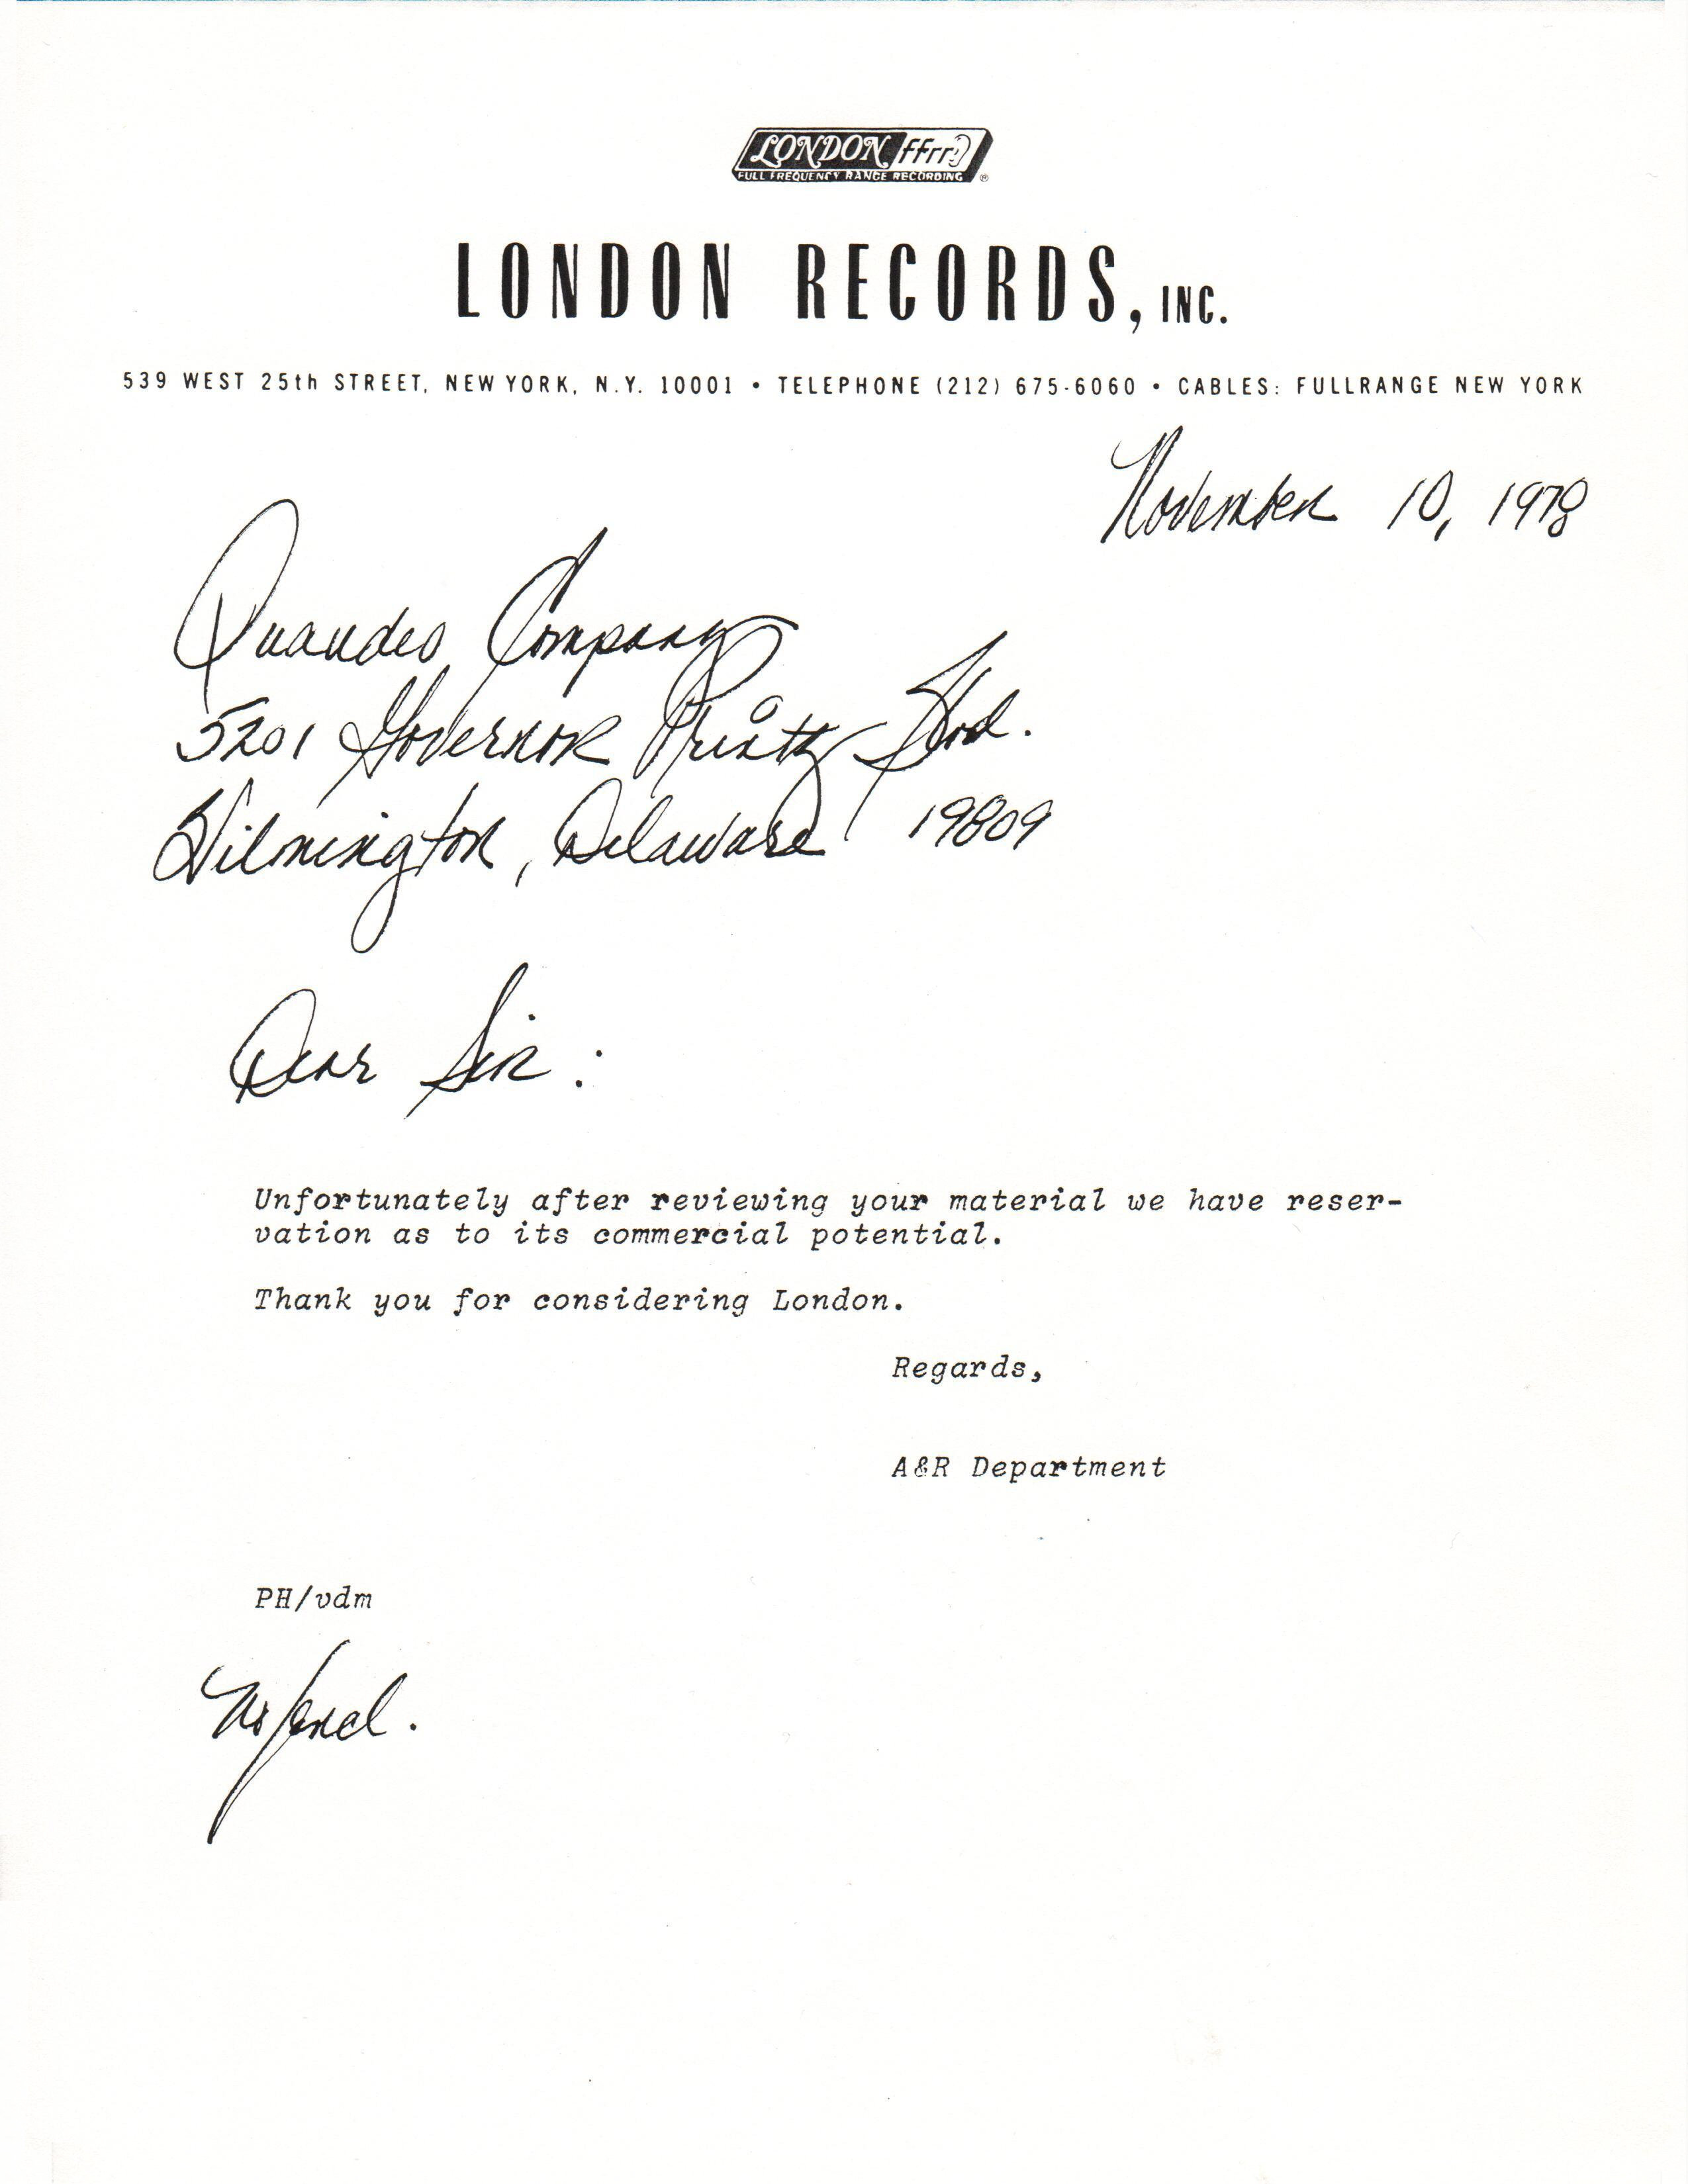 LONDON ffrr
FULL FREQUENCY RANGE RECORDING ®
LONDON RECORDS, INC.
539 WEST 25th STREET, NEW YORK, N.Y. 10001 • TELEPHONE (212) 675-6060 • CABLES: FULLRANGE NEW YORK
November 10, 1978
Quaudeo Company
5201 Governor Printz Blvd.
Wilmington, Delaware 19809
Dear Sir:
Unfortunately after reviewing your material we have reser-
vation as to its commercial potential.
Thank you for considering London.
Regards,
A&R Department
PH/vdm
encl.